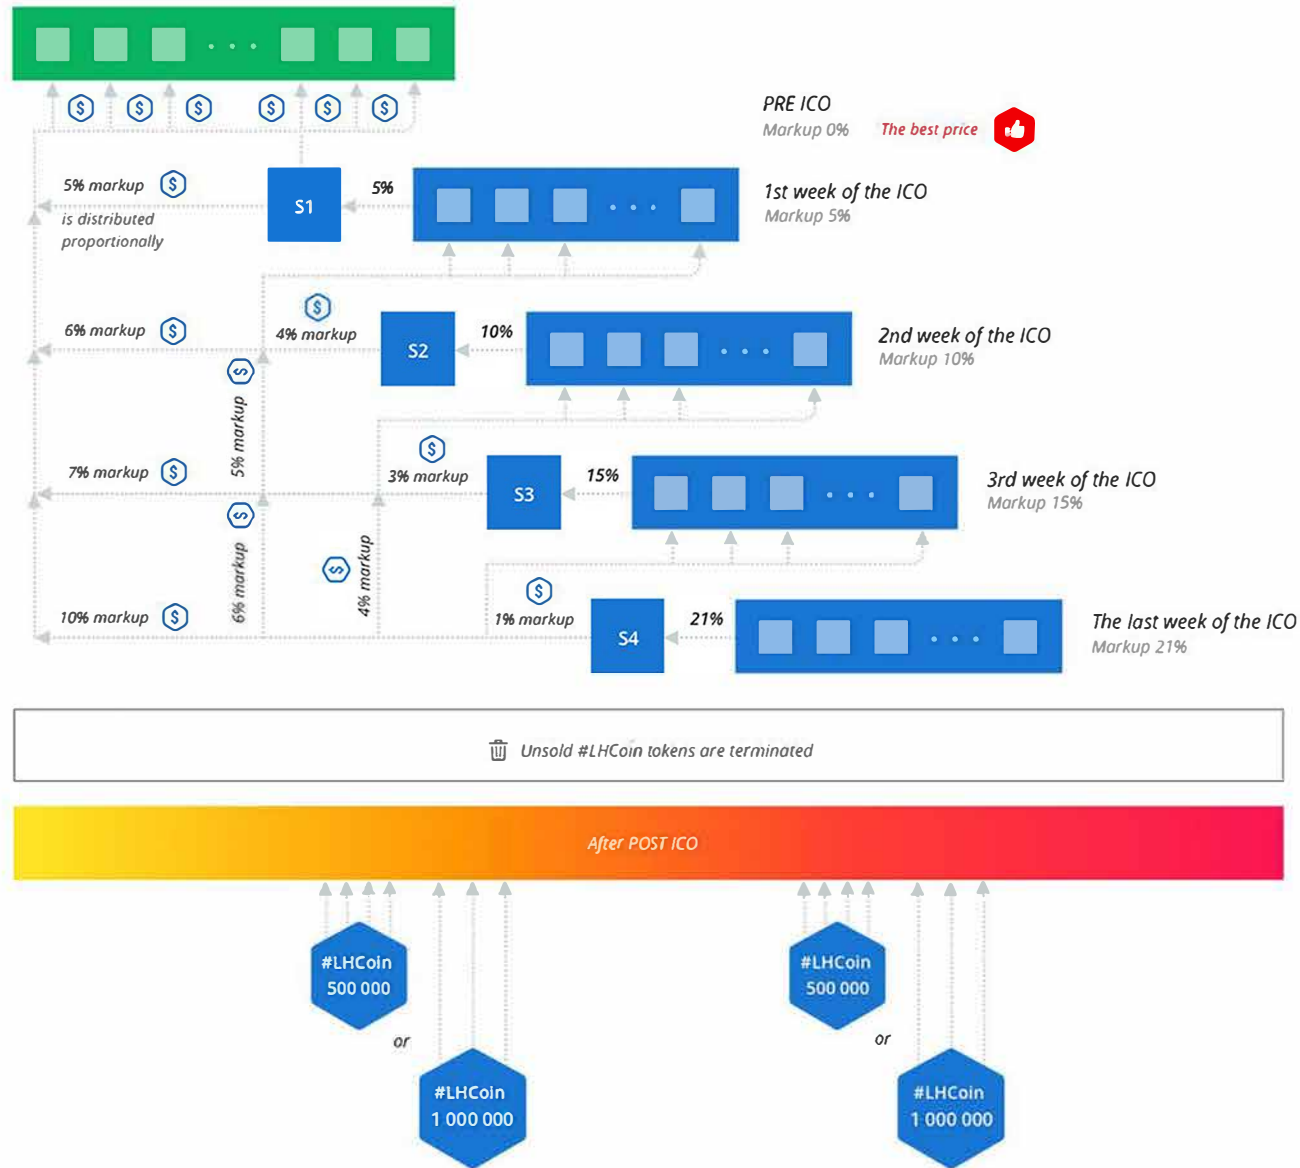 PRE ICO
Markup 0%
The best price
5% markup
is distributed
proportionally
S1
5%
1st week of the ICO
Markup 5%
6% markup
4% markup
S2
10%
2nd week of the ICO
Markup 10%
5% markup
7% markup
3% markup
S3
15%
3rd week of the ICO
Markup 15%
6% markup
4% markup
10% markup
1% markup
S4
21%
The last week of the ICO
Markup 21%
Unsold #LHCoin tokens are terminated
After POST ICO
#LHCoin
500 000
or
#LHCoin
1 000 000
#LHCoin
500 000
or
#LHCoin
1 000 000